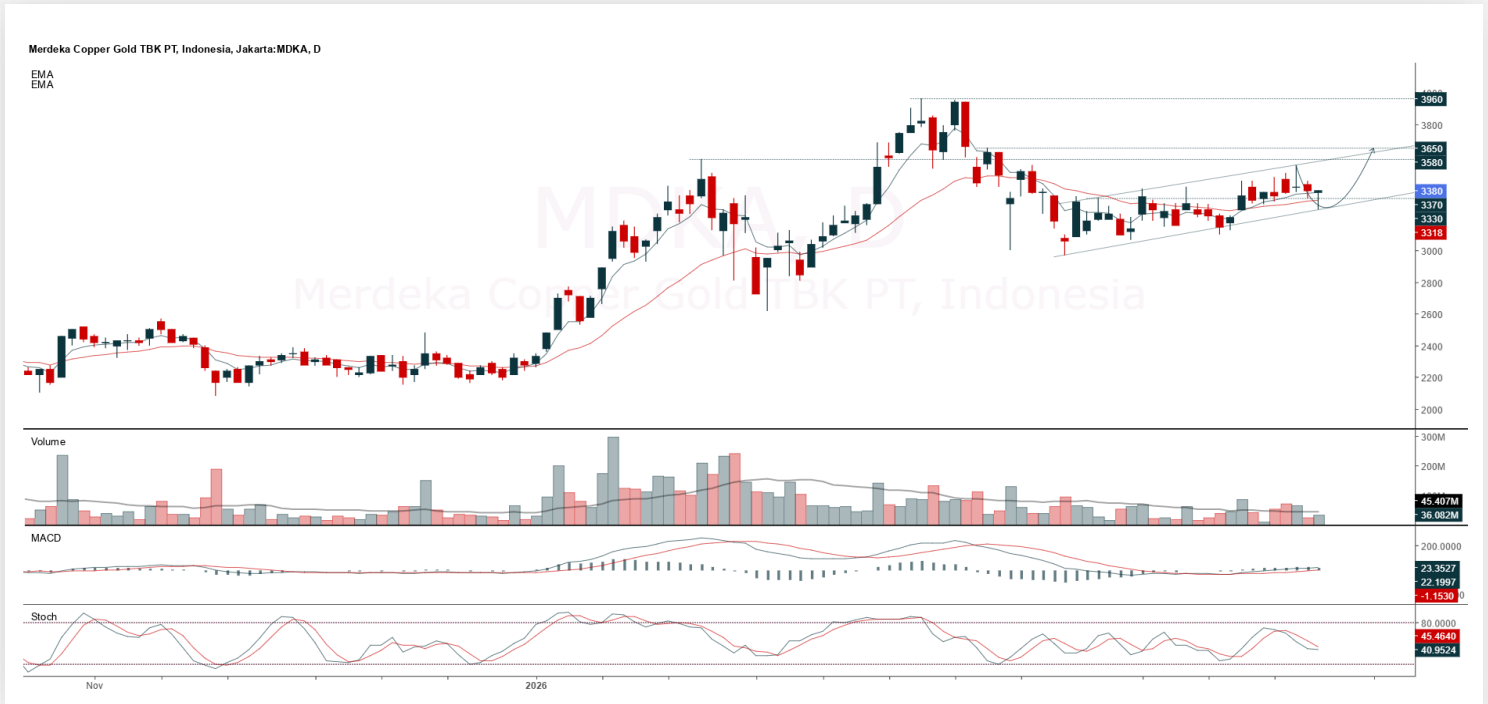 Merdeka Copper Gold TBK PT, Indonesia, Jakarta:MDKA, D
EMA
EMA
MDKA, D
Merdeka Copper Gold TBK PT, Indonesia
3960
3800
3650
3580
3380
3370
3330
3318
3000
2800
2600
2400
2200
2000
Volume
300M
200M
45.407M
36.082M
MACD
200.0000
23.3527
22.1997
-1.1530
Stoch
80.0000
45.4640
40.9524
Nov
2026